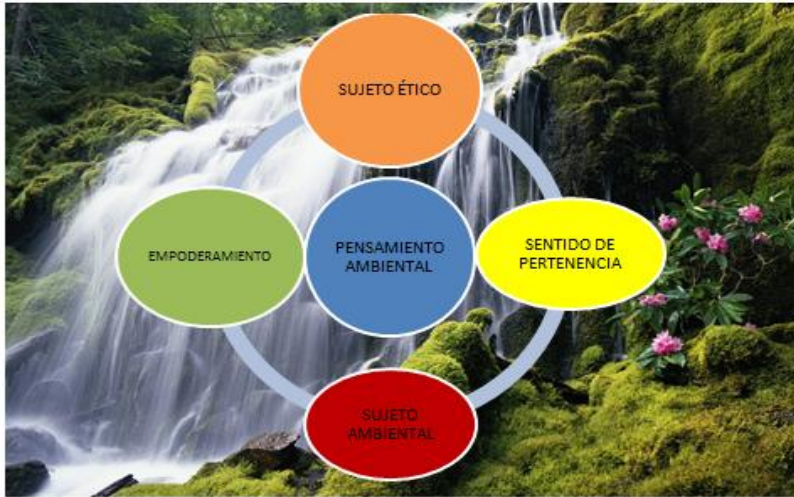 SUJETO ÉTICO
EMPODERAMIENTO
PENSAMIENTO
AMBIENTAL
SENTIDO DE
PERTENENCIA
SUJETO
AMBIENTAL